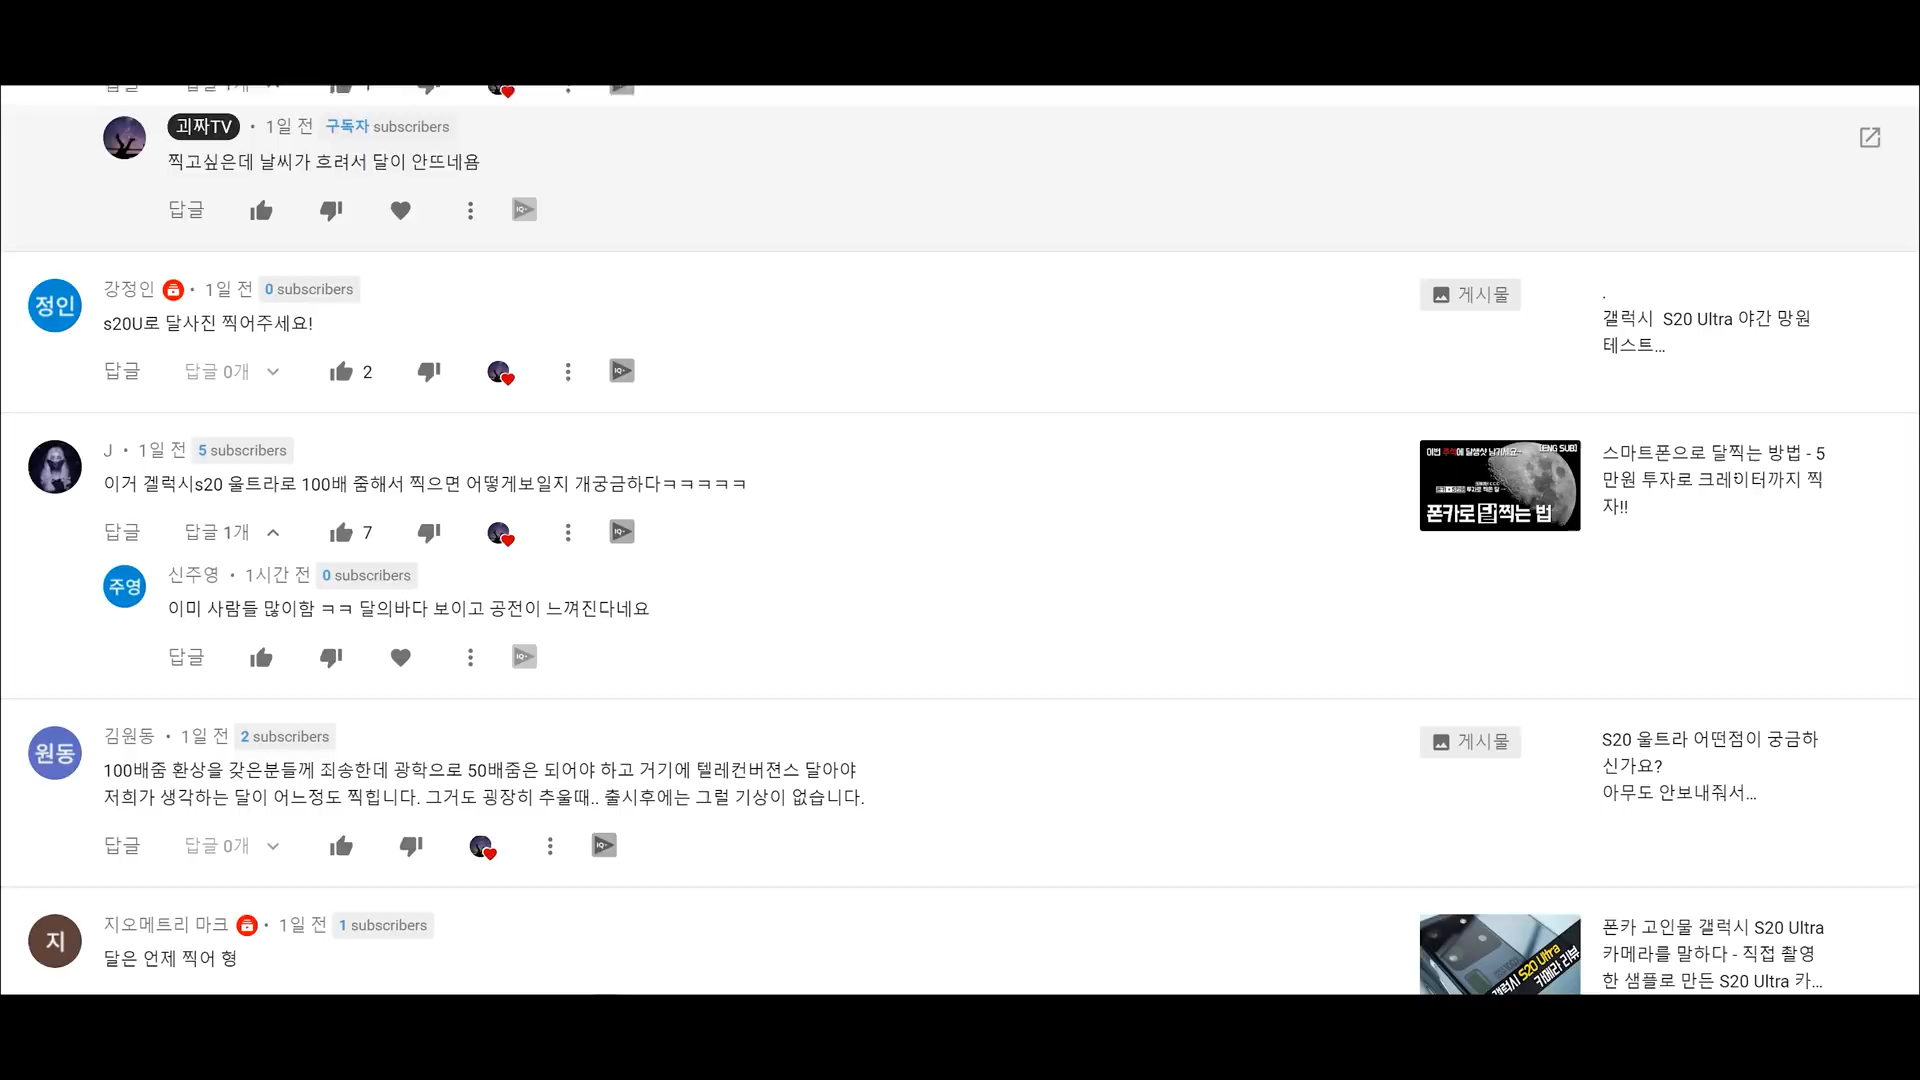 괴짜TV • 1일 전 구독자 subscribers
찍고싶은데 날씨가 흐려서 달이 안뜨네욤
답글
강정인 • 1일 전 0 subscribers
s20U로 달사진 찍어주세요!
답글 답글 0개 2
게시물
.
갤럭시 S20 Ultra 야간 망원
테스트...
J • 1일 전 5 subscribers
이거 겔럭시s20 울트라로 100배 줌해서 찍으면 어떻게보일지 개궁금하다ㅋㅋㅋㅋㅋ
답글 답글 1개 7
[ENG SUB]
폰카로 달 찍는 법
스마트폰으로 달찍는 방법 - 5
만원 투자로 크레이터까지 찍
자!!
주영
신주영 • 1시간 전 0 subscribers
이미 사람들 많이함 ㅋㅋ 달의바다 보이고 공전이 느껴진다네요
답글
원동
김원동 • 1일 전 2 subscribers
100배줌 환상을 갖은분들께 죄송한데 광학으로 50배줌은 되어야 하고 거기에 텔레컨버젼스 달아야
저희가 생각하는 달이 어느정도 찍힙니다. 그거도 굉장히 추울때.. 출시후에는 그럴 기상이 없습니다.
답글 답글 0개
게시물
S20 울트라 어떤점이 궁금하
신가요?
아무도 안보내줘서...
지
지오메트리 마크 • 1일 전 1 subscribers
달은 언제 찍어 형
갤럭시 S20 Ultra
카메라 리뷰
폰카 고인물 갤럭시 S20 Ultra
카메라를 말하다 - 직접 촬영
한 샘플로 만든 S20 Ultra 카...
정인